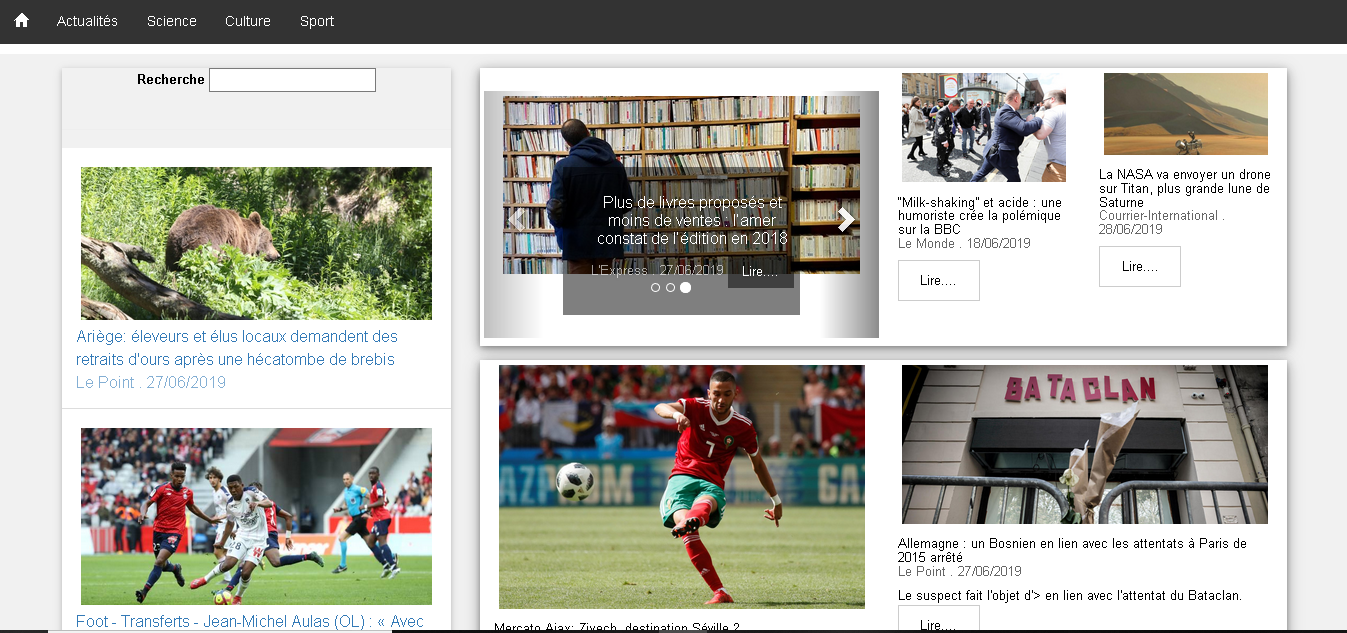 Actualités Science Culture Sport
Recherche
Ariège: éleveurs et élus locaux demandent des
retraits d'ours après une hécatombe de brebis
Le Point . 27/06/2019
Foot - Transferts - Jean-Michel Aulas (OL) : « Avec
Plus de livres proposés et
moins de ventes : l'amer
constat de l'édition en 2018
L'Express . 27/06/2019
Lire....
"Milk-shaking" et acide : une
humoriste crée la polémique
sur la BBC
Le Monde . 18/06/2019
Lire....
La NASA va envoyer un drone
sur Titan, plus grande lune de
Saturne
Courrier-International .
28/06/2019
Lire....
7
GAZPROM
GAZ
Mercato Ajax: Ziyech, destination Séville ?
BATACLAN
Allemagne : un Bosnien en lien avec les attentats à Paris de
2015 arrêté
Le Point . 27/06/2019
Le suspect fait l'objet d'> en lien avec l'attentat du Bataclan.
Lire....